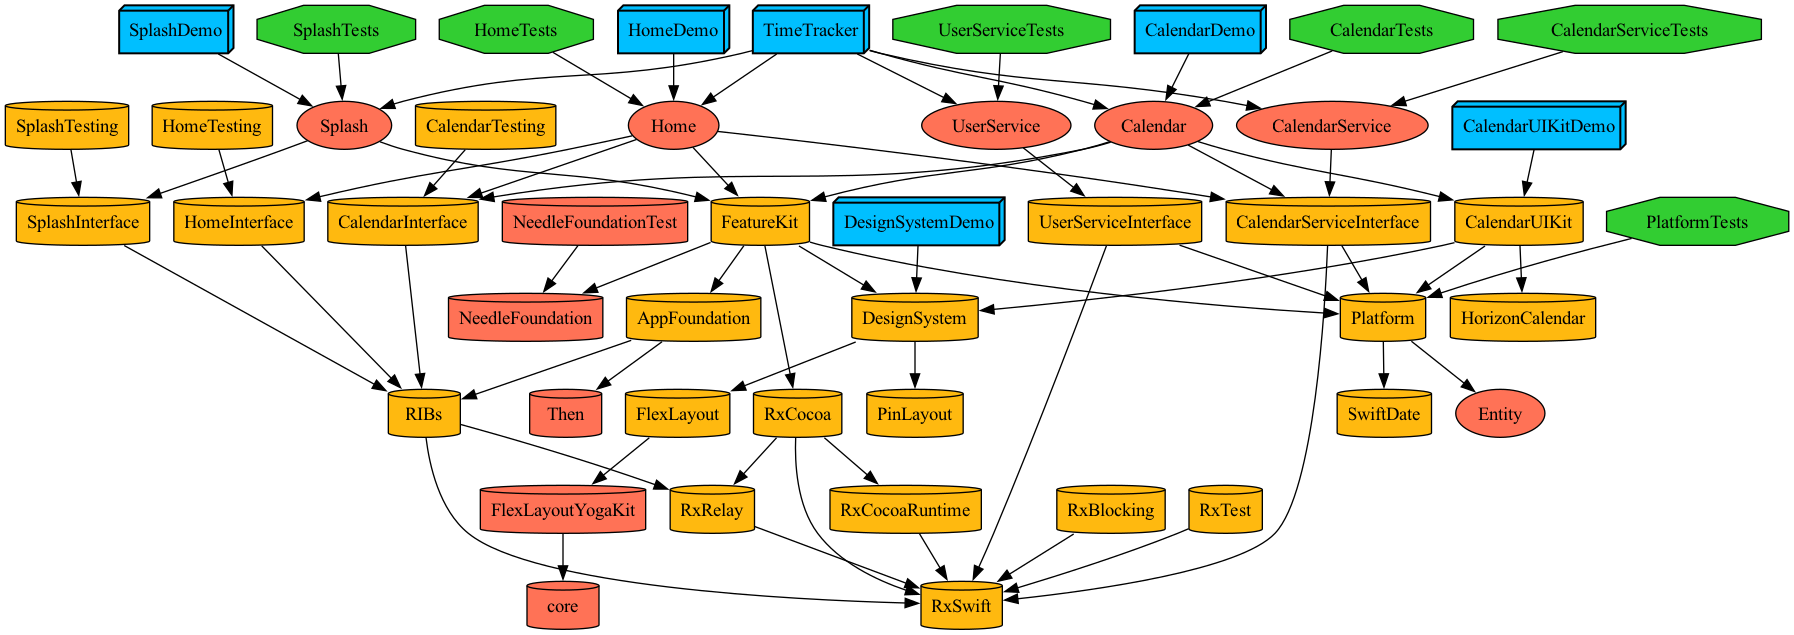 SplashDemo
SplashTests
HomeTests
HomeDemo
TimeTracker
UserServiceTests
CalendarDemo
CalendarTests
CalendarServiceTests
SplashTesting
HomeTesting
Splash
CalendarTesting
Home
UserService
Calendar
CalendarService
CalendarUIKitDemo
SplashInterface
HomeInterface
CalendarInterface
NeedleFoundationTest
FeatureKit
DesignSystemDemo
UserServiceInterface
CalendarServiceInterface
CalendarUIKit
PlatformTests
NeedleFoundation
AppFoundation
DesignSystem
Platform
HorizonCalendar
RIBs
Then
FlexLayout
RxCocoa
PinLayout
SwiftDate
Entity
FlexLayoutYogaKit
RxRelay
RxCocoaRuntime
RxBlocking
RxTest
core
RxSwift